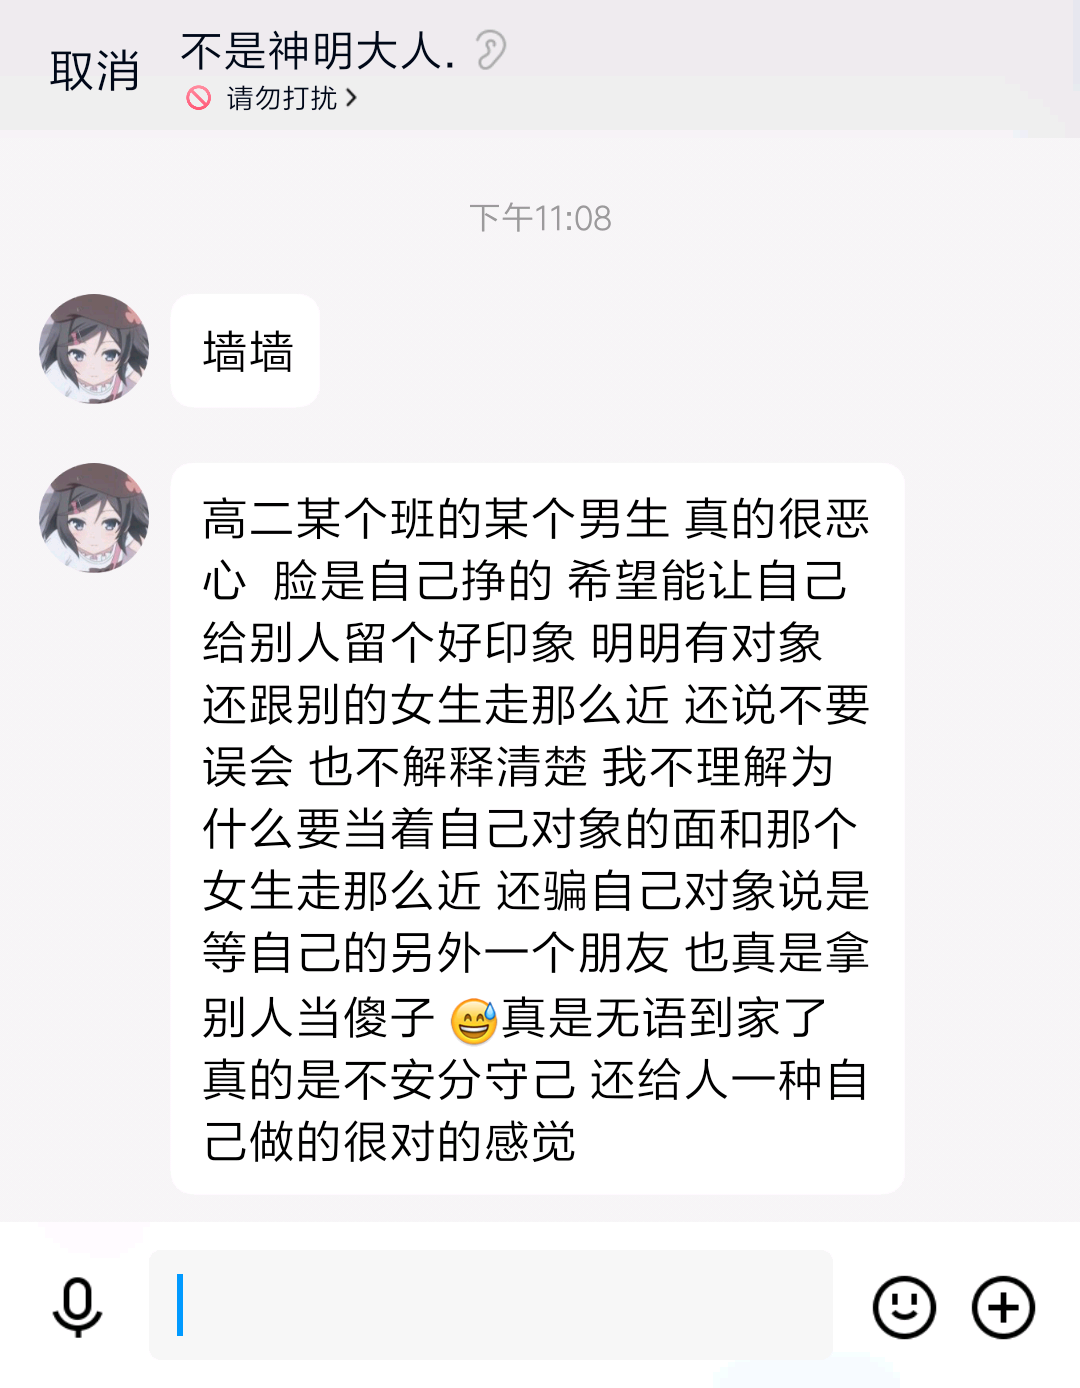 取消
不是神明大人.
请勿打扰
下午11:08
墙墙
高二某个班的某个男生 真的很恶
心  脸是自己挣的 希望能让自己
给别人留个好印象 明明有对象
还跟别的女生走那么近 还说不要
误会 也不解释清楚 我不理解为
什么要当着自己对象的面和那个
女生走那么近 还骗自己对象说是
等自己的另外一个朋友 也真是拿
别人当傻子 😅真是无语到家了
真的是不安分守己 还给人一种自
己做的很对的感觉